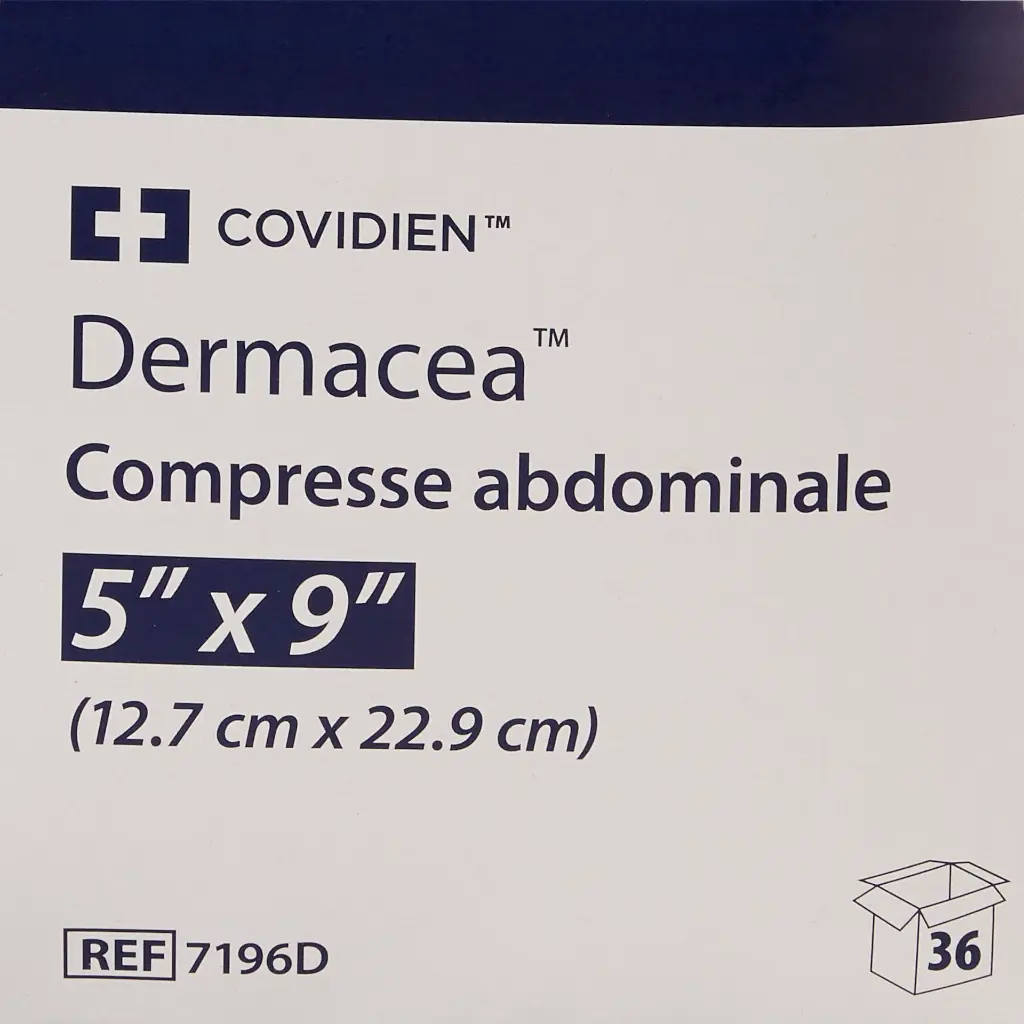 COVIDIEN™
Dermacea™
Compresse abdominale
5" x 9"
(12.7 cm x 22.9 cm)
REF 7196D
36